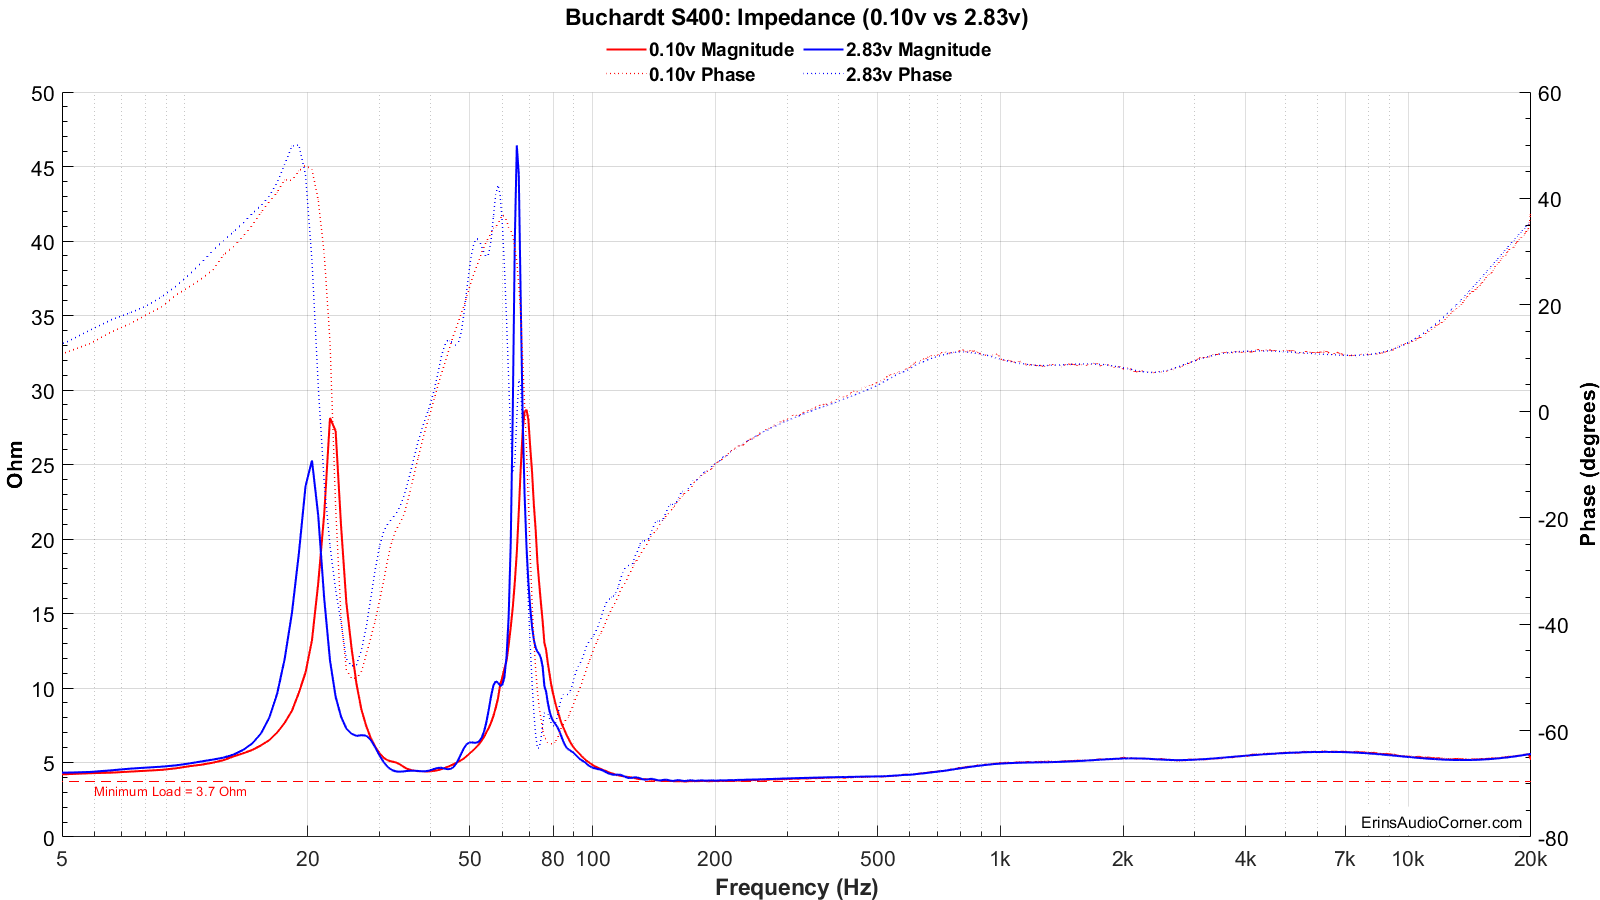 Buchardt S400: Impedance (0.10v vs 2.83v)
0.10v Magnitude 2.83v Magnitude
0.10v Phase 2.83v Phase
50 60
45
40 40
35
20
30
0
25
20 -20
15
-40
10
5 -60
Minimum Load = 3.7 Ohm
ErinsAudioCorner.com
0 -80
Ohm
Phase (degrees)
5 20 50 80 100 200 500 1k 2k 4k 7k 10k 20k
Frequency (Hz)